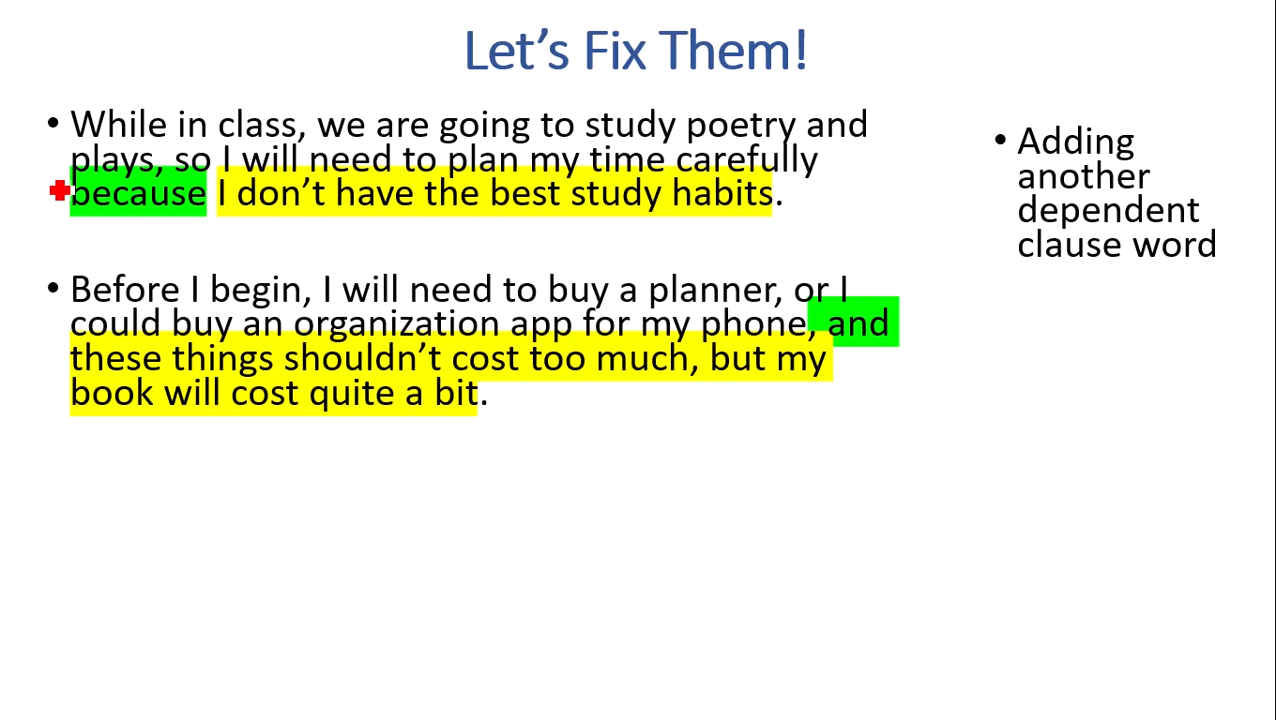 Let’s Fix Them!
• While in class, we are going to study poetry and
plays, so I will need to plan my time carefully
because I don’t have the best study habits.
• Before I begin, I will need to buy a planner, or I
could buy an organization app for my phone, and
these things shouldn’t cost too much, but my
book will cost quite a bit.
• Adding
another
dependent
clause word